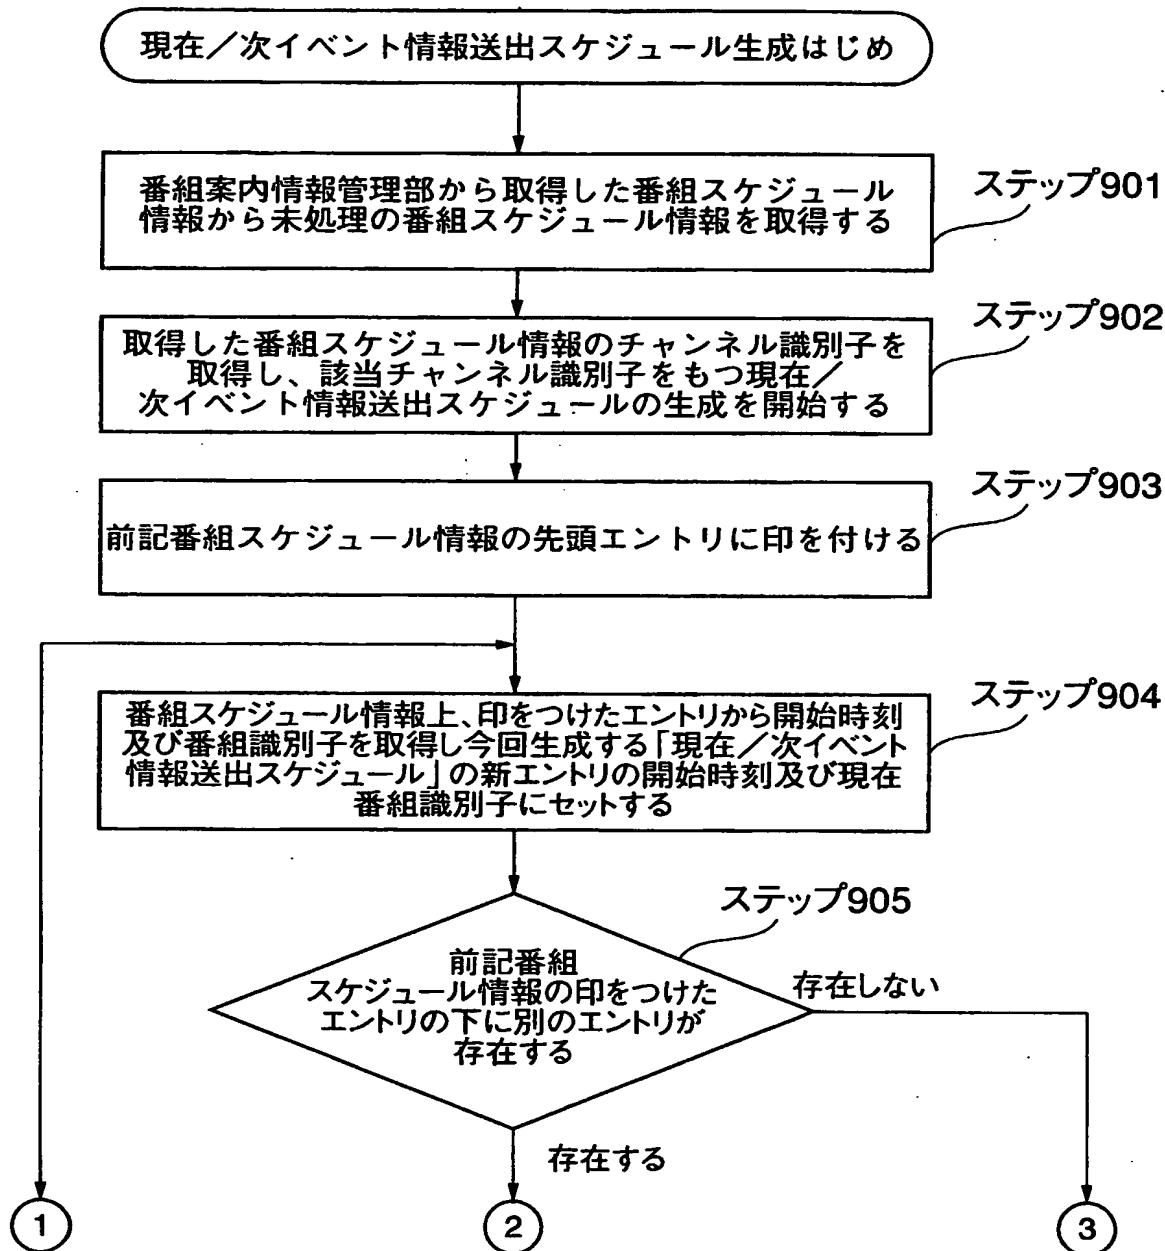 現在／次イベント情報送出スケジュール生成はじめ
番組案内情報管理部から取得した番組スケジュール
情報から未処理の番組スケジュール情報を取得する
ステップ901
取得した番組スケジュール情報のチャンネル識別子を
取得し、該当チャンネル識別子をもつ現在／
次イベント情報送出スケジュールの生成を開始する
ステップ902
前記番組スケジュール情報の先頭エントリに印を付ける
ステップ903
番組スケジュール情報上、印をつけたエントリから開始時刻
及び番組識別子を取得し今回生成する「現在／次イベント
情報送出スケジュール」の新エントリの開始時刻及び現在
番組識別子にセットする
ステップ904
ステップ905
前記番組
スケジュール情報の印をつけた
エントリの下に別のエントリが
存在する
存在しない
存在する
1
2
3